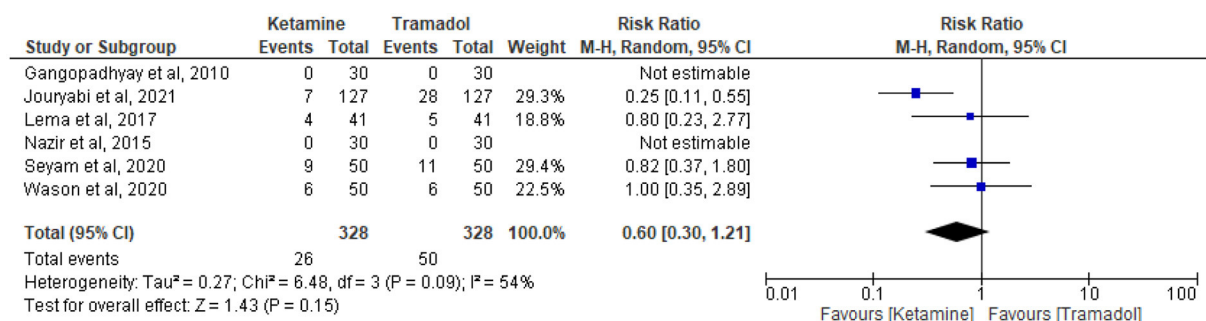 Ketamine Tramadol Risk Ratio Risk Ratio
Study or Subgroup Events Total Events Total Weight M-H, Random, 95% CI M-H, Random, 95% CI
Gangopadhyay et al, 2010 0 30 0 30 Not estimable
Jouryabi et al, 2021 7 127 28 127 29.3% 0.25 [0.11, 0.55]
Lema et al, 2017 4 41 5 41 18.8% 0.80 [0.23, 2.77]
Nazir et al, 2015 0 30 0 30 Not estimable
Seyam et al, 2020 9 50 11 50 29.4% 0.82 [0.37, 1.80]
Wason et al, 2020 6 50 6 50 22.5% 1.00 [0.35, 2.89]
Total (95% CI) 328 328 100.0% 0.60 [0.30, 1.21]
Total events 26 50
Heterogeneity: Tau² = 0.27; Chi² = 6.48, df = 3 (P = 0.09); I² = 54%
Test for overall effect: Z = 1.43 (P = 0.15)
0.01 0.1 1 10 100
Favours [Ketamine] Favours [Tramadol]